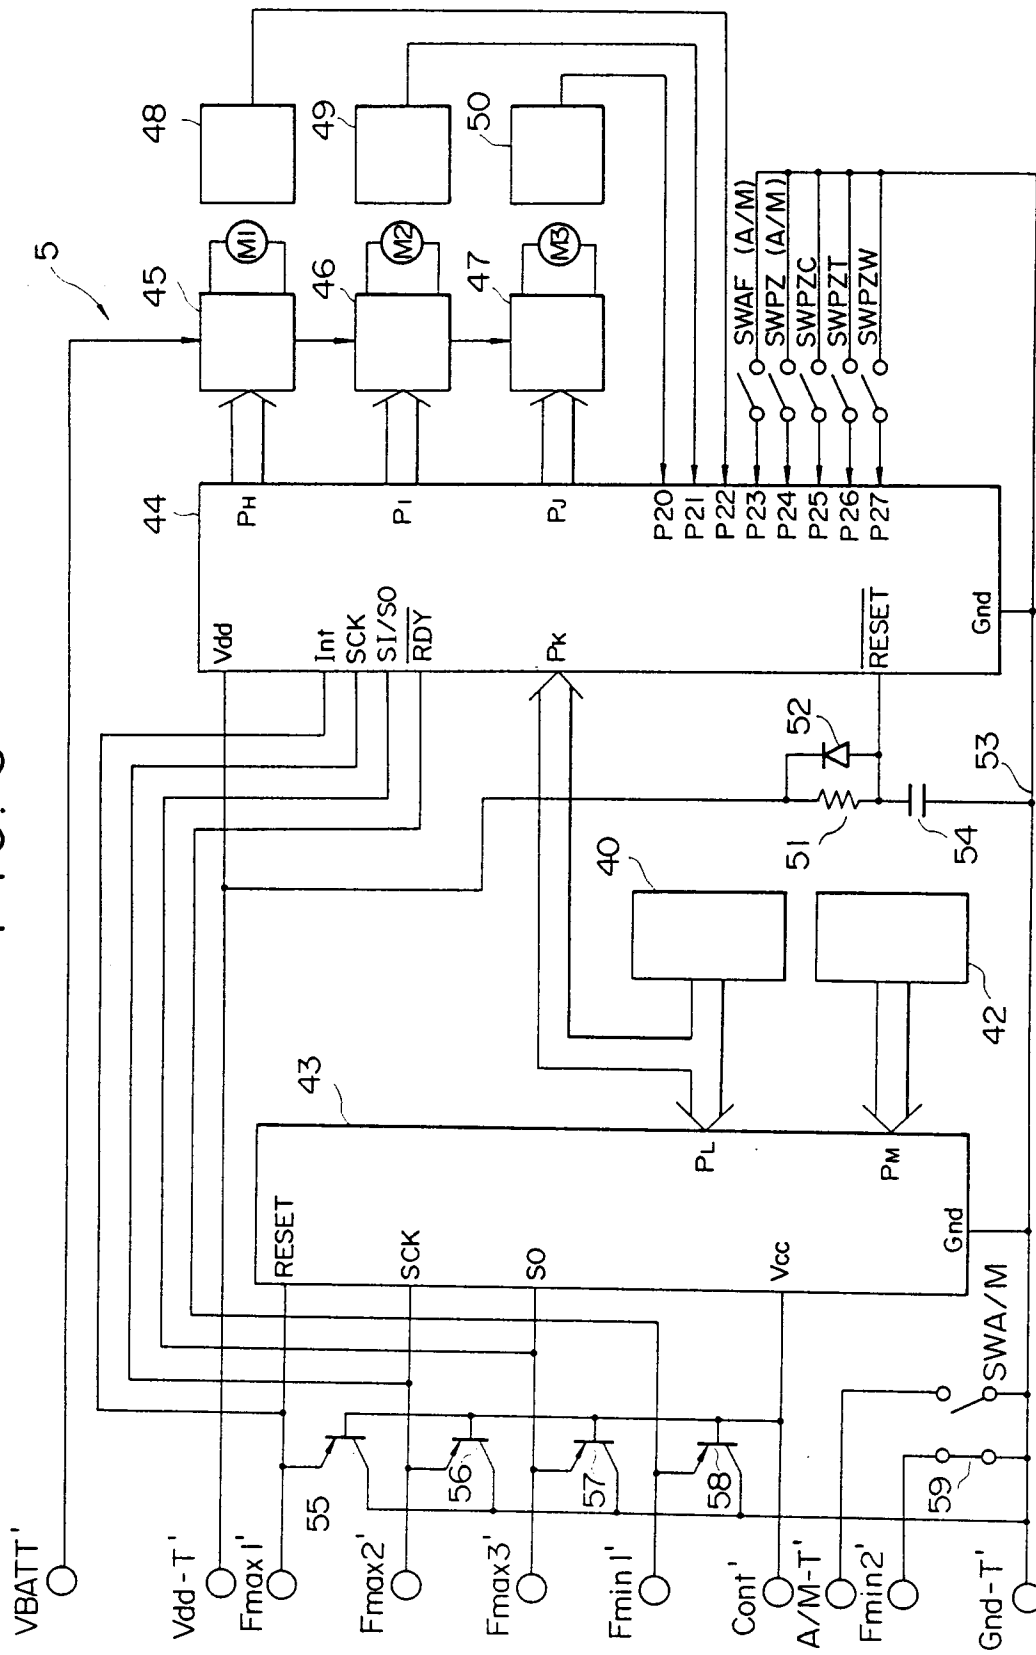 5
VBATT'
Vdd-T'
Fmax1'
Fmax2'
Fmax3'
Fmin1'
Cont'
A/M-T'
Fmin2'
Gnd-T'
55
56
57
58
59
SWA/M
43
RESET
SCK
SO
Vcc
Gnd
PL
PM
40
42
51
52
53
54
44
Vdd
Int
SCK
SI/SO
RDY
PK
RESET
Gnd
PH
PI
PJ
P20
P21
P22
P23
P24
P25
P26
P27
45
46
47
M1
M2
M3
48
49
50
SWAF (A/M)
SWPZ (A/M)
SWPZC
SWPZT
SWPZW